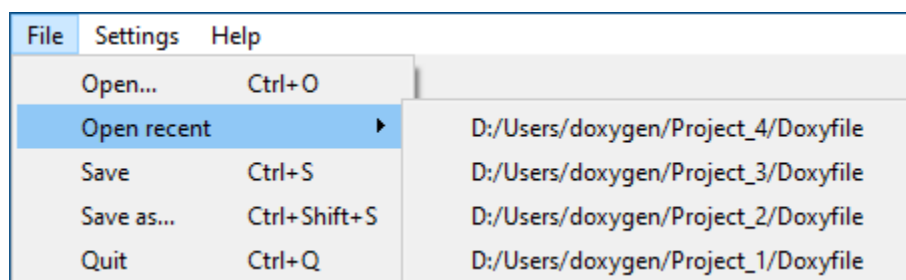 File Settings Help
Open... Ctrl+O
Open recent D:/Users/doxygen/Project_4/Doxyfile
Save Ctrl+S D:/Users/doxygen/Project_3/Doxyfile
Save as... Ctrl+Shift+S D:/Users/doxygen/Project_2/Doxyfile
Quit Ctrl+Q D:/Users/doxygen/Project_1/Doxyfile